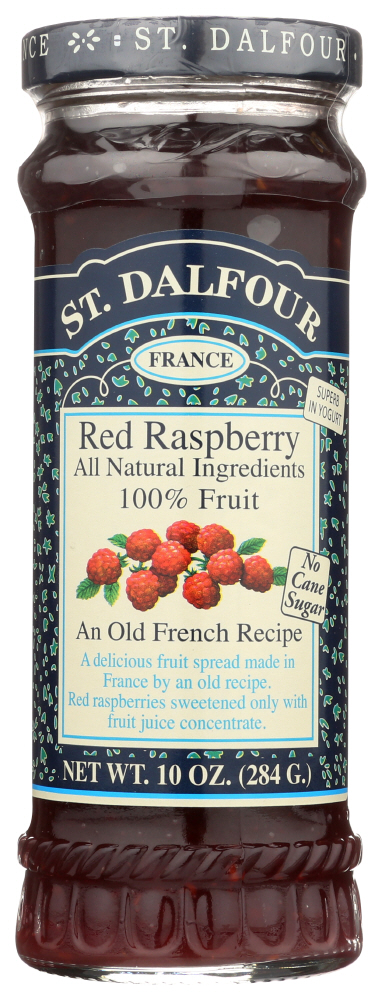 ST. DALFOUR
ST. DALFOUR
FRANCE
SUPERB
IN YOGURT
Red Raspberry
All Natural Ingredients
100% Fruit
No
Cane
Sugar
An Old French Recipe
A delicious fruit spread made in
France by an old recipe.
Red raspberries sweetened only with
fruit juice concentrate.
NET WT. 10 OZ. (284 G.)